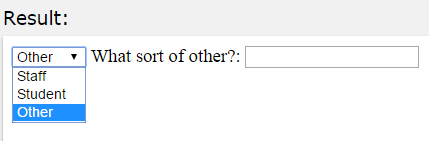 Result:
Other What sort of other?:
Staff
Student
Other